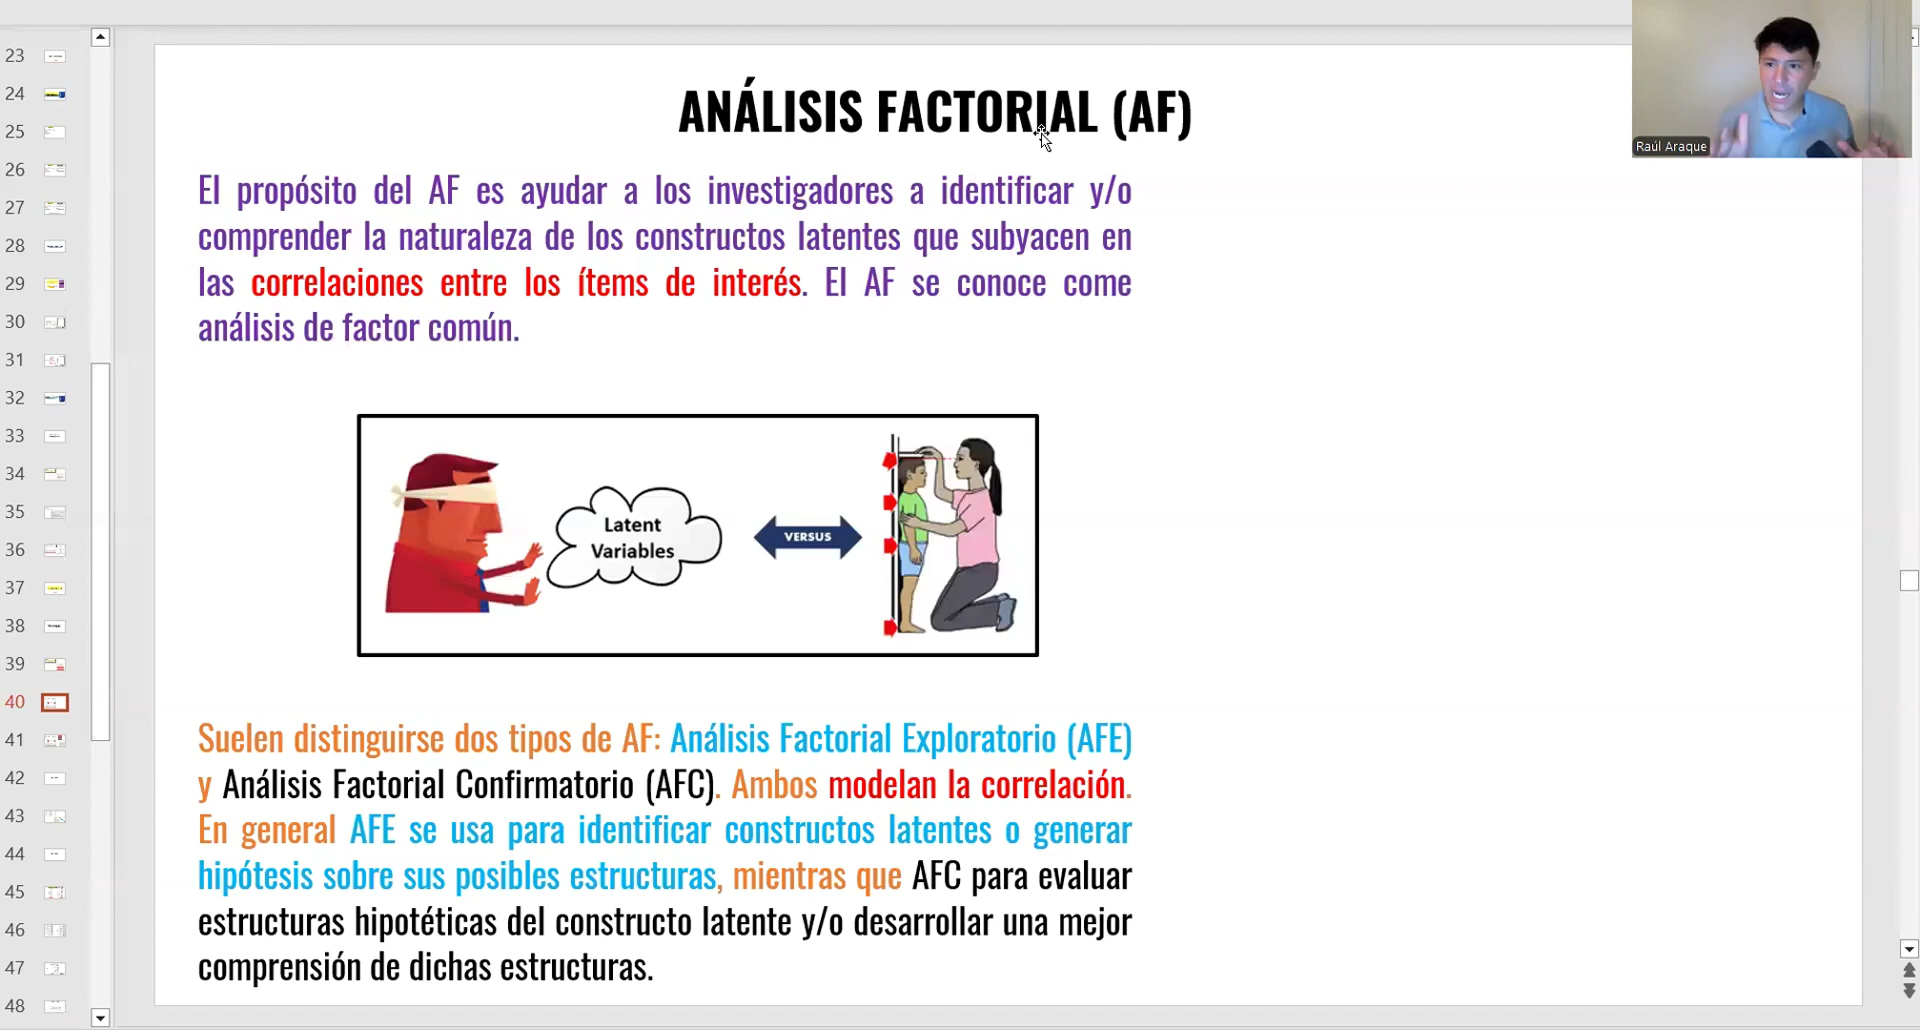 23
24
25
26
27
28
29
30
31
32
33
34
35
36
37
38
39
40
41
42
43
44
45
46
47
48
ANÁLISIS FACTORIAL (AF)
El propósito del AF es ayudar a los investigadores a identificar y/o
comprender la naturaleza de los constructos latentes que subyacen en
las correlaciones entre los ítems de interés. El AF se conoce come
análisis de factor común.
Latent
Variables
VERSUS
Suelen distinguirse dos tipos de AF: Análisis Factorial Exploratorio (AFE)
y Análisis Factorial Confirmatorio (AFC). Ambos modelan la correlación.
En general AFE se usa para identificar constructos latentes o generar
hipótesis sobre sus posibles estructuras, mientras que AFC para evaluar
estructuras hipotéticas del constructo latente y/o desarrollar una mejor
comprensión de dichas estructuras.
Raúl Araque